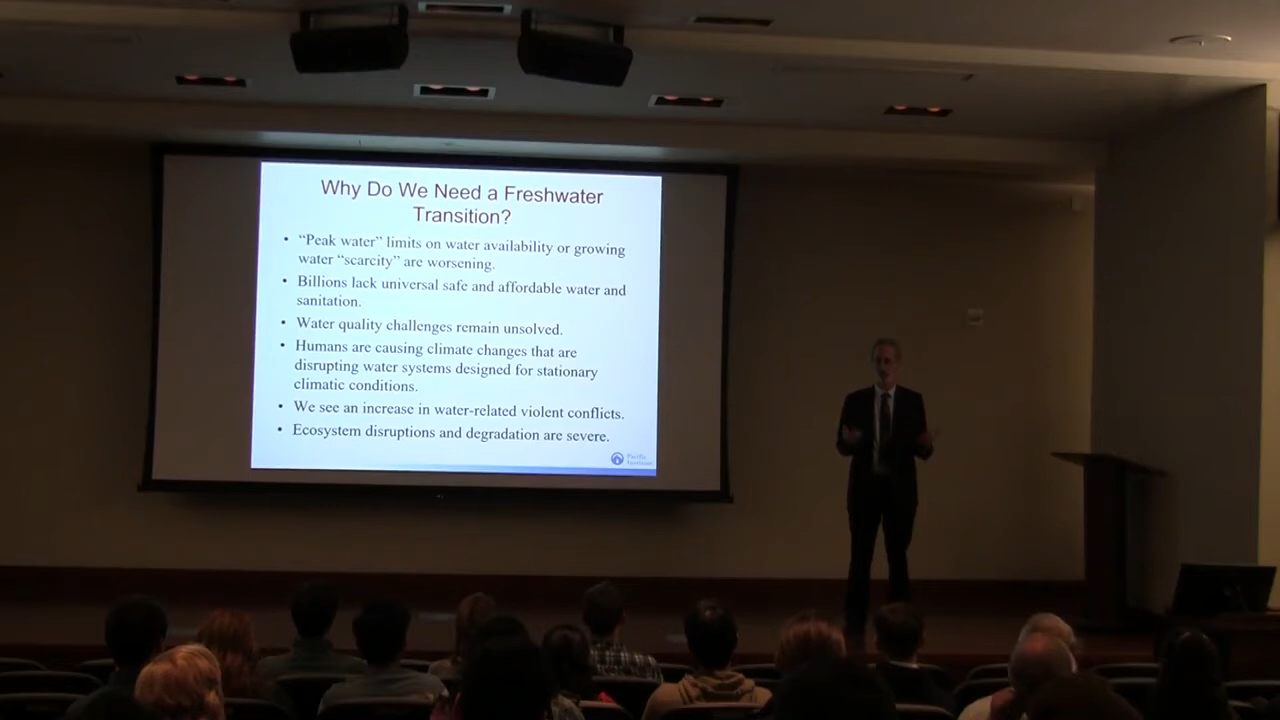 Why Do We Need a Freshwater
Transition?
• “Peak water” limits on water availability or growing
water “scarcity” are worsening.
• Billions lack universal safe and affordable water and
sanitation.
• Water quality challenges remain unsolved.
• Humans are causing climate changes that are
disrupting water systems designed for stationary
climatic conditions.
• We see an increase in water-related violent conflicts.
• Ecosystem disruptions and degradation are severe.
Pacific
Institute